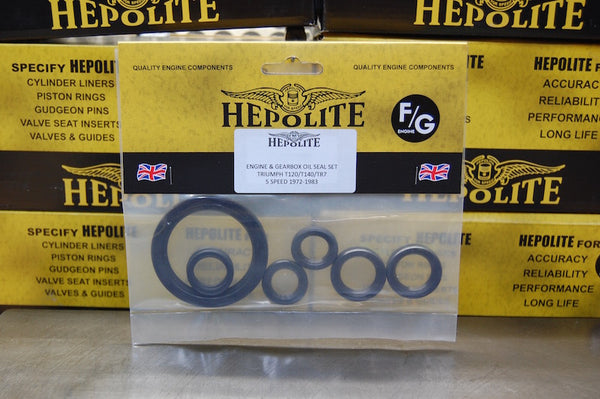 HEPOLITE
HEPOLITE
SPECIFY HEPOLITE
CYLINDER LINERS
PISTON RINGS
GUDGEON PINS
VALVE SEAT INSERTS
VALVES & GUIDES
QUALITY ENGINE COMPONENTS
QUALITY ENGINE COMPONENTS
HEPOLITE
F/G
ENGINE
HEPOLITE
ENGINE & GEARBOX OIL SEAL SET
TRIUMPH T120/T140/TR7
5 SPEED 1972-1983
HEPOLITE FOR
ACCURACY
RELIABILITY
PERFORMANCE
LONG LIFE
SPECIFY HEPOLITE
CYLINDER LINERS
PISTON RINGS
GUDGEON PINS
VALVE SEAT INSERTS
VALVES & GUIDES
HEPOLITE FOR
ACCURACY
RELIABILITY
PERFORMANCE
LONG LIFE